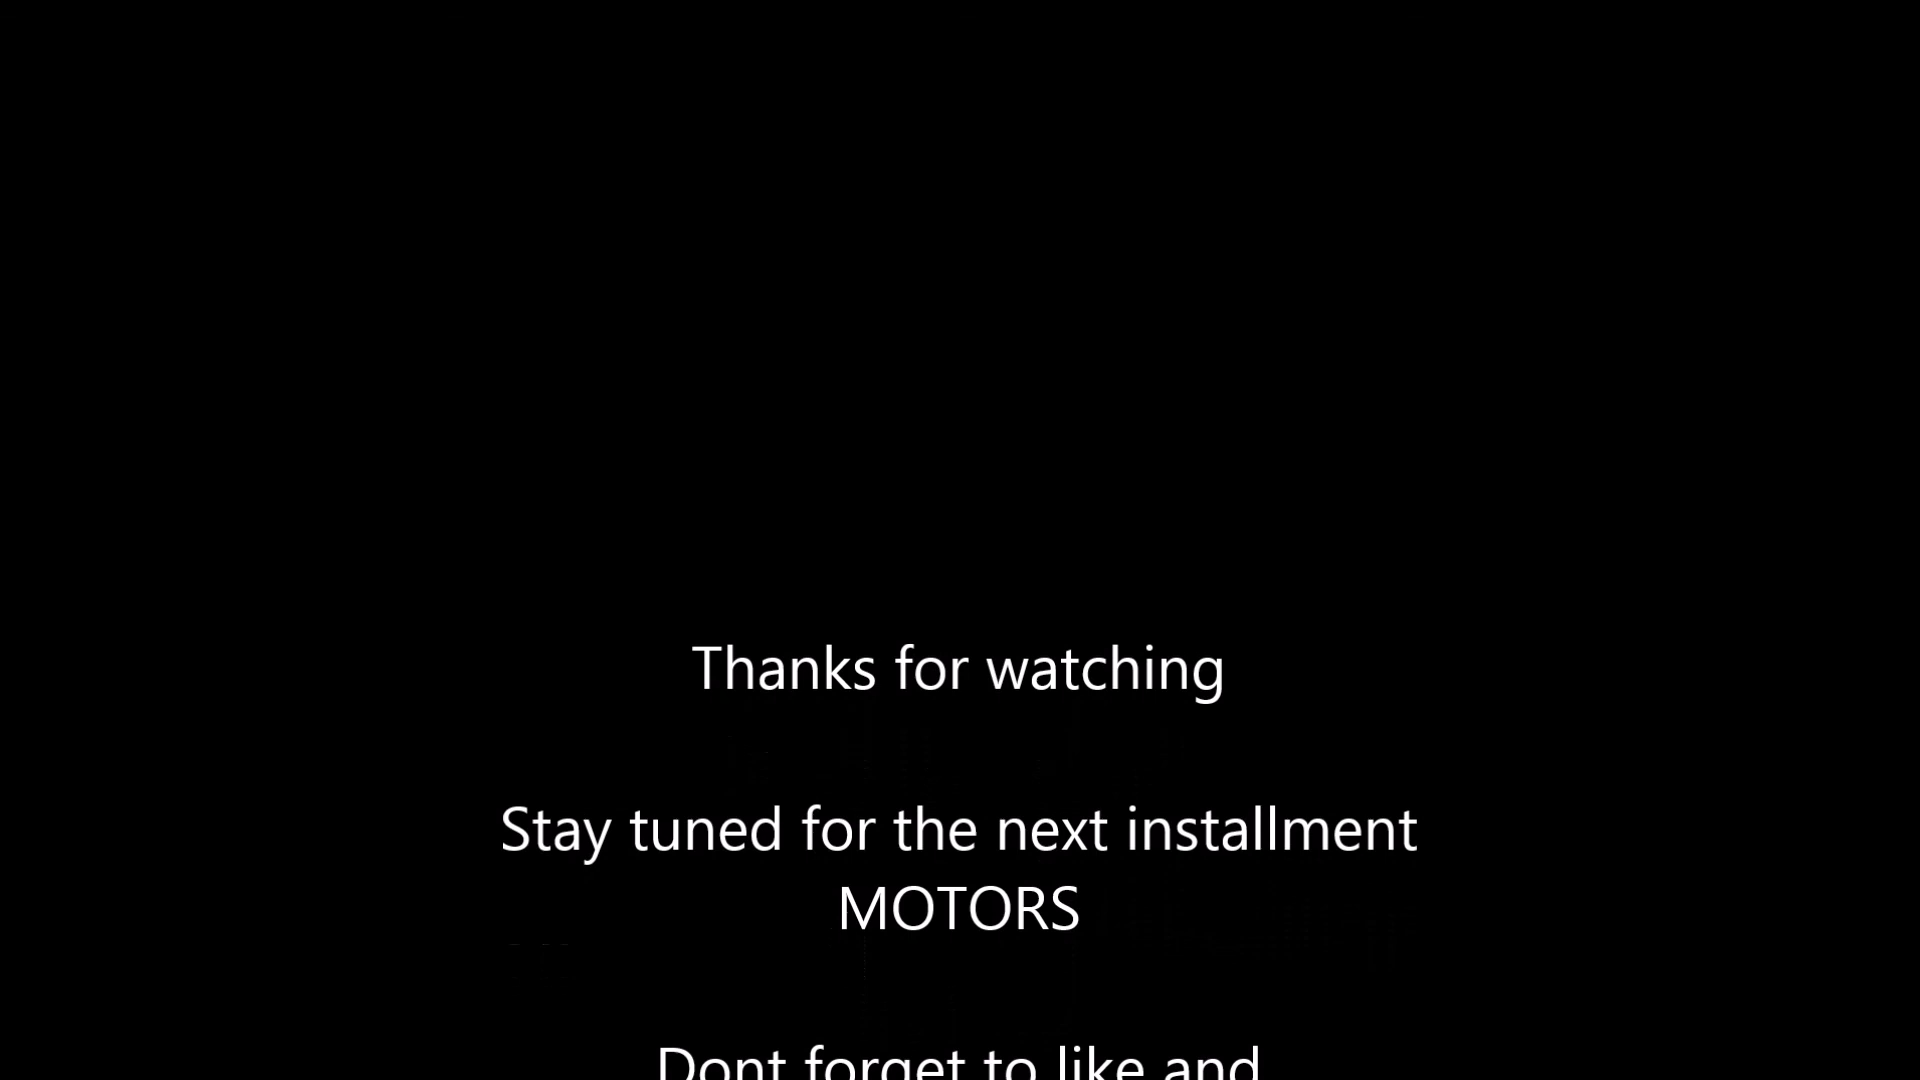 Thanks for watching
Stay tuned for the next installment
MOTORS
Dont forget to like and